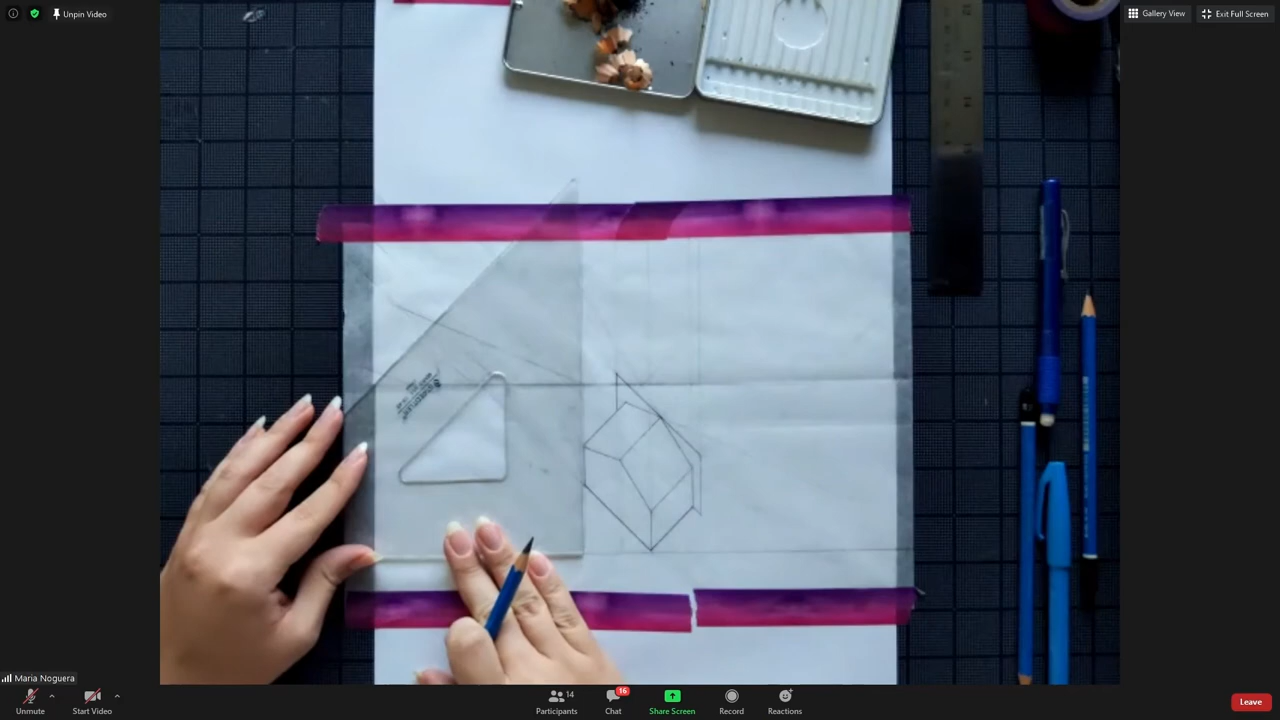 Unpin Video
Gallery View
Exit Full Screen
Maria Noguera
Unmute
Start Video
Participants
14
Chat
16
Share Screen
Record
Reactions
Leave